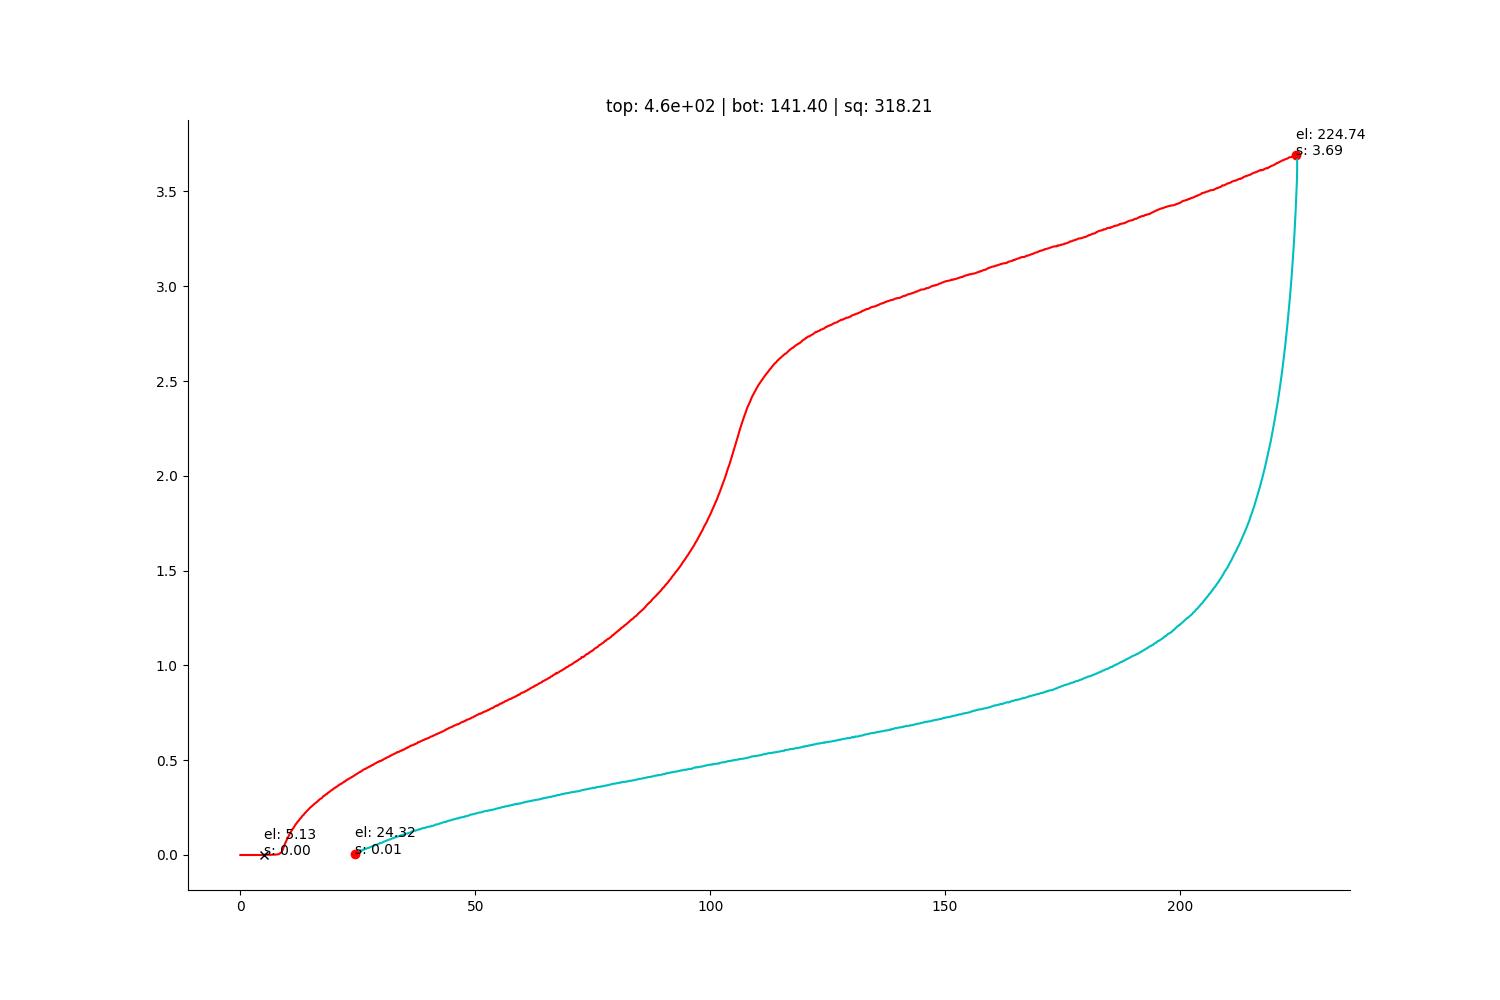 top: 4.6e+02 | bot: 141.40 | sq: 318.21
el: 224.74
s: 3.69
3.5
3.0
2.5
2.0
1.5
1.0
0.5
0.0
el: 5.13
s: 0.00
el: 24.32
s: 0.01
0
50
100
150
200